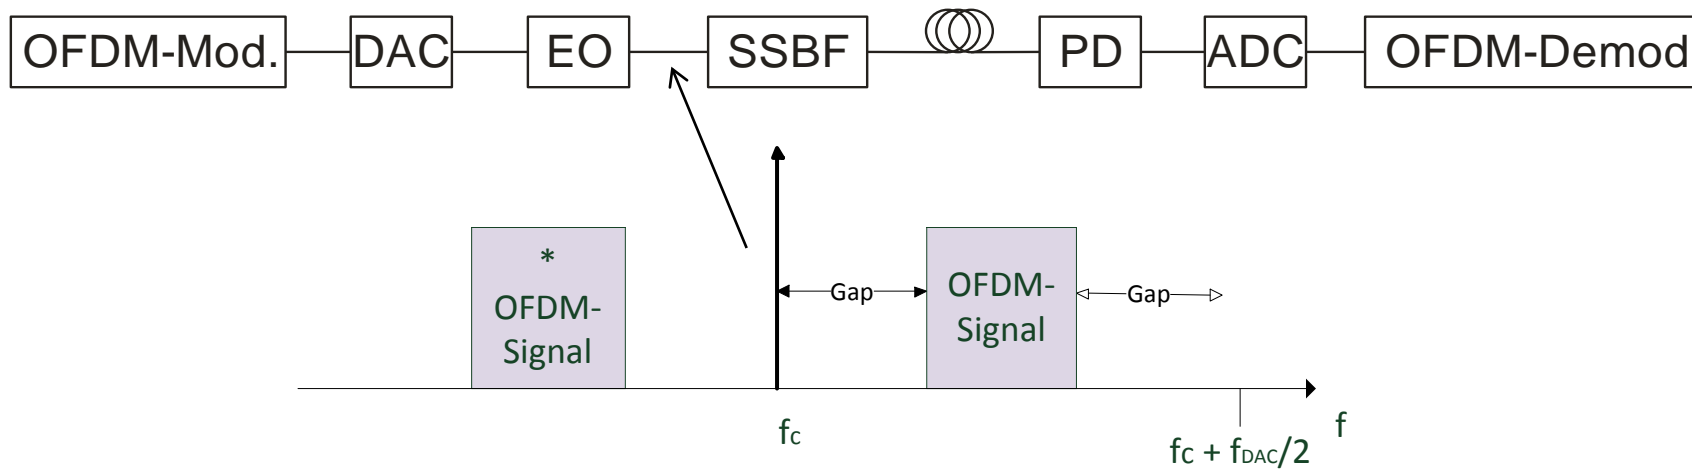 OFDM-Mod.
DAC
EO
SSBF
PD
ADC
OFDM-Demod
*
OFDM-
Signal
Gap
OFDM-
Signal
Gap
fc
fc + fDAC/2
f